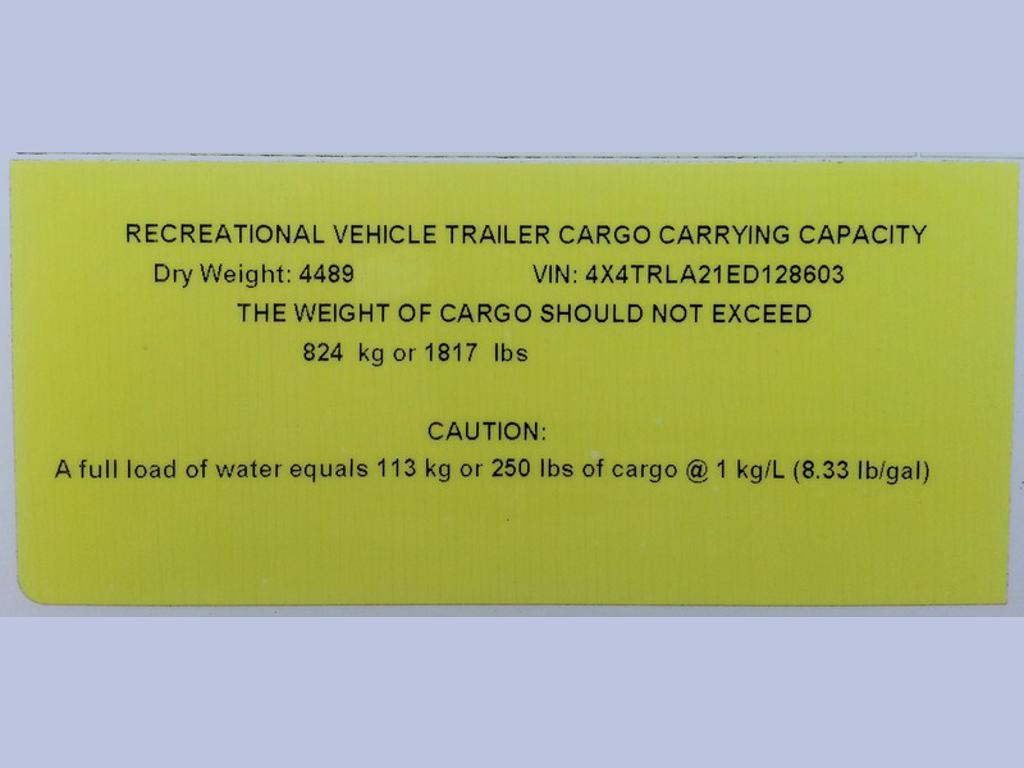 RECREATIONAL VEHICLE TRAILER CARGO CARRYING CAPACITY
Dry Weight: 4489 VIN: 4X4TRLA21ED128603
THE WEIGHT OF CARGO SHOULD NOT EXCEED
824 kg or 1817 lbs
CAUTION:
A full load of water equals 113 kg or 250 lbs of cargo @ 1 kg/L (8.33 lb/gal)